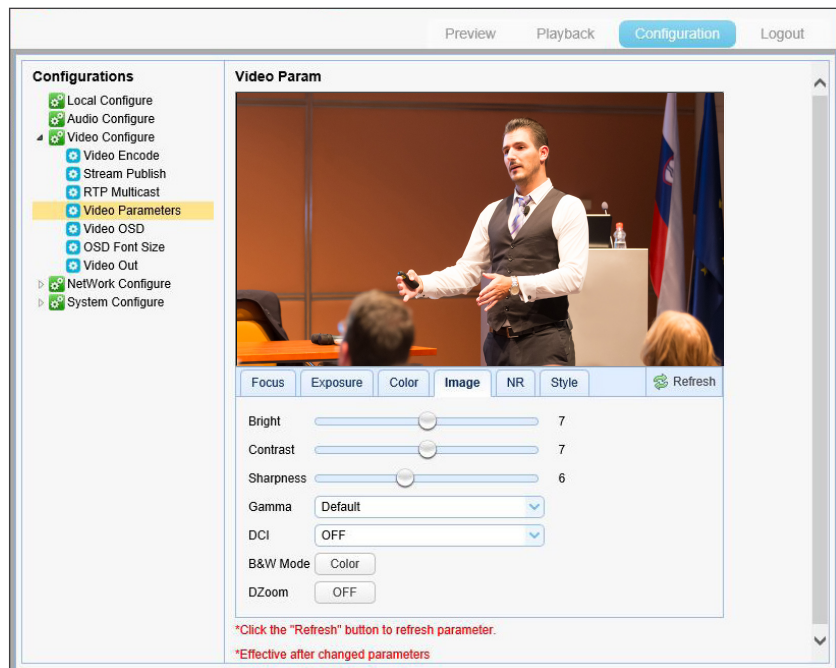 Preview Playback Configuration Logout
Configurations
Local Configure
Audio Configure
Video Configure
Video Encode
Stream Publish
RTP Multicast
Video Parameters
Video OSD
OSD Font Size
Video Out
NetWork Configure
System Configure
Video Param
Focus Exposure Color Image NR Style Refresh
Bright 7
Contrast 7
Sharpness 6
Gamma Default
DCI OFF
B&W Mode Color
DZoom OFF
*Click the "Refresh" button to refresh parameter.
*Effective after changed parameters